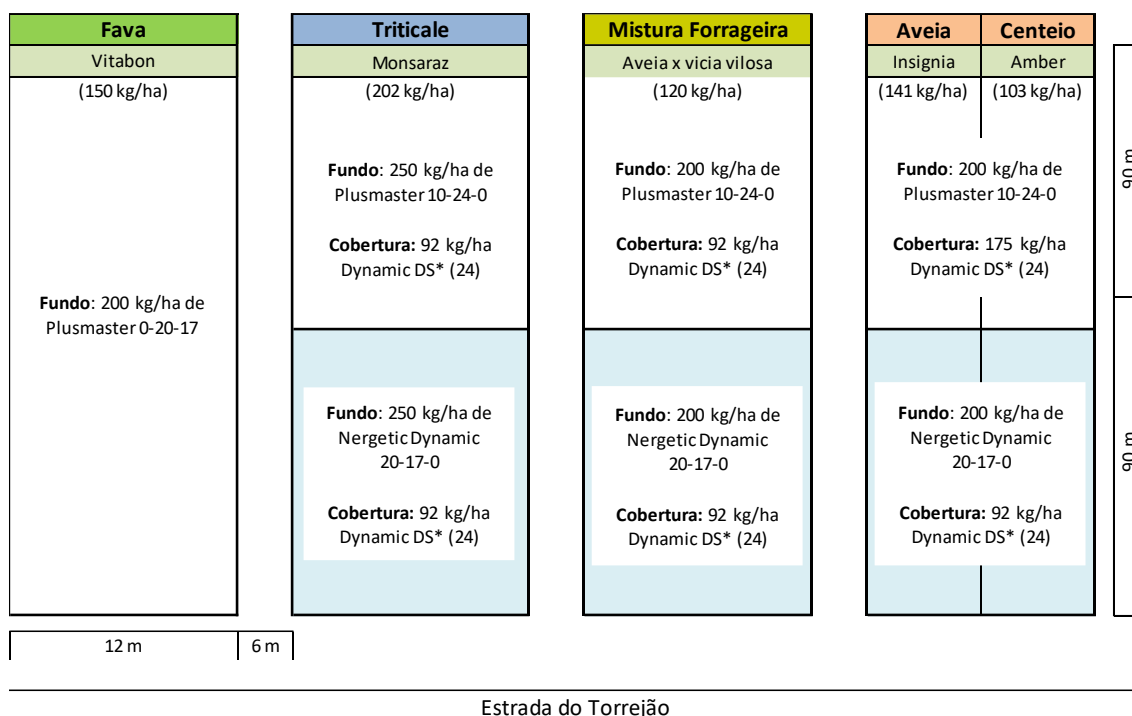 Fava
Vitabon
(150 kg/ha)
Fundo: 200 kg/ha de
Plusmaster 0-20-17
Triticale
Monsaraz
(202 kg/ha)
Fundo: 250 kg/ha de
Plusmaster 10-24-0
Cobertura: 92 kg/ha
Dynamic DS* (24)
Fundo: 250 kg/ha de
Nergetic Dynamic
20-17-0
Cobertura: 92 kg/ha
Dynamic DS* (24)
Mistura Forrageira
Aveia x vicia vilosa
(120 kg/ha)
Fundo: 200 kg/ha de
Plusmaster 10-24-0
Cobertura: 92 kg/ha
Dynamic DS* (24)
Fundo: 200 kg/ha de
Nergetic Dynamic
20-17-0
Cobertura: 92 kg/ha
Dynamic DS* (24)
Aveia Centeio
Insignia Amber
(141 kg/ha) (103 kg/ha)
Fundo: 200 kg/ha de
Plusmaster 10-24-0
Cobertura: 175 kg/ha
Dynamic DS* (24)
Fundo: 200 kg/ha de
Nergetic Dynamic
20-17-0
Cobertura: 92 kg/ha
Dynamic DS* (24)
90 m
90 m
12 m
6 m
Estrada do Torrejão